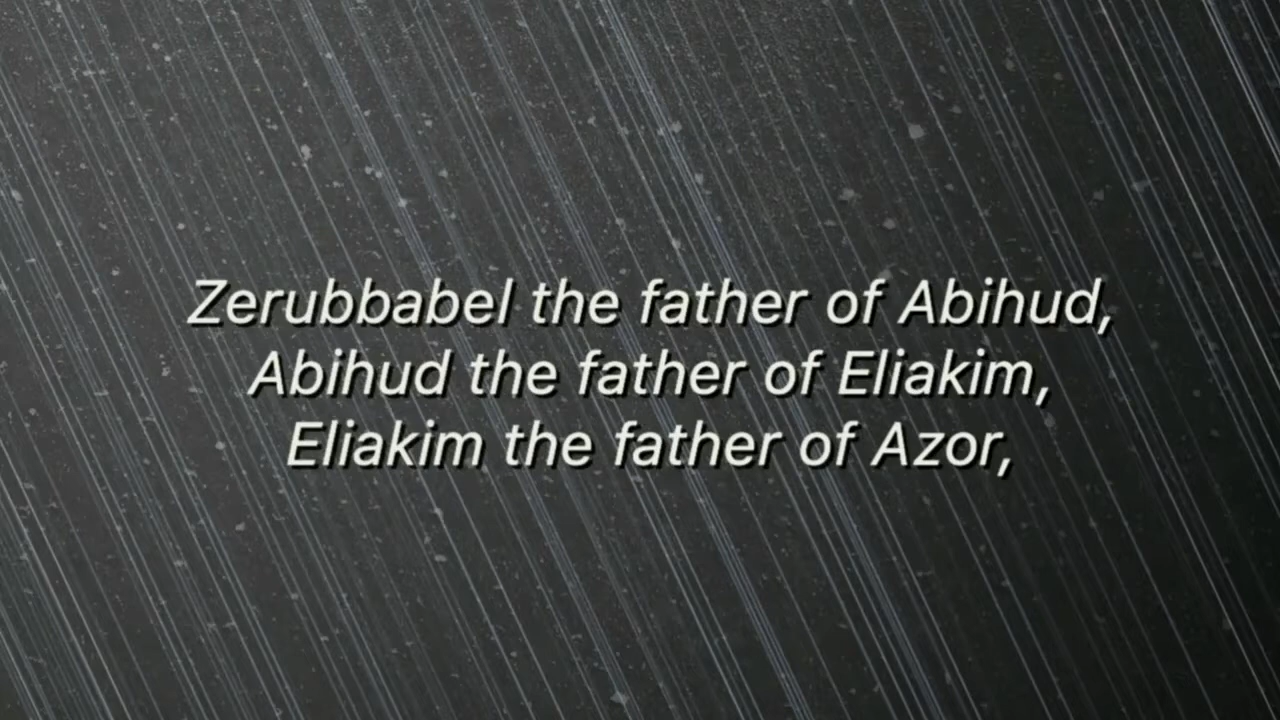 Zerubbabel the father of Abihud,
Abihud the father of Eliakim,
Eliakim the father of Azor,